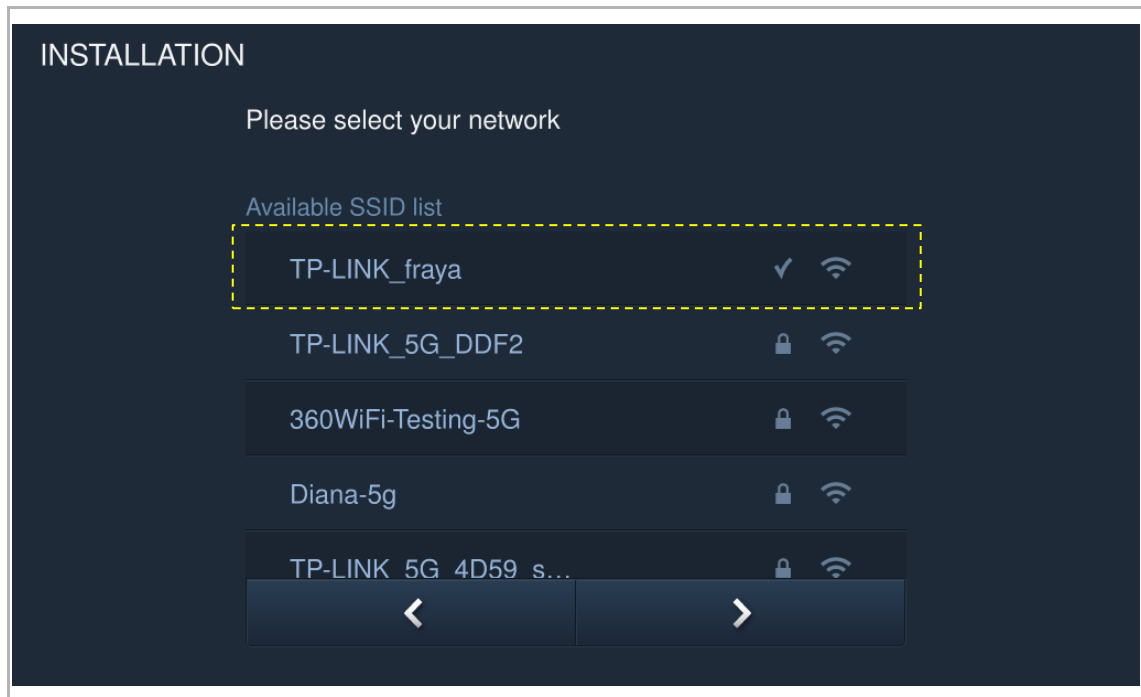 INSTALLATION
Please select your network
Available SSID list
TP-LINK_fraya
TP-LINK_5G_DDF2
360WiFi-Testing-5G
Diana-5g
TP-LINK_5G_4D59_s...